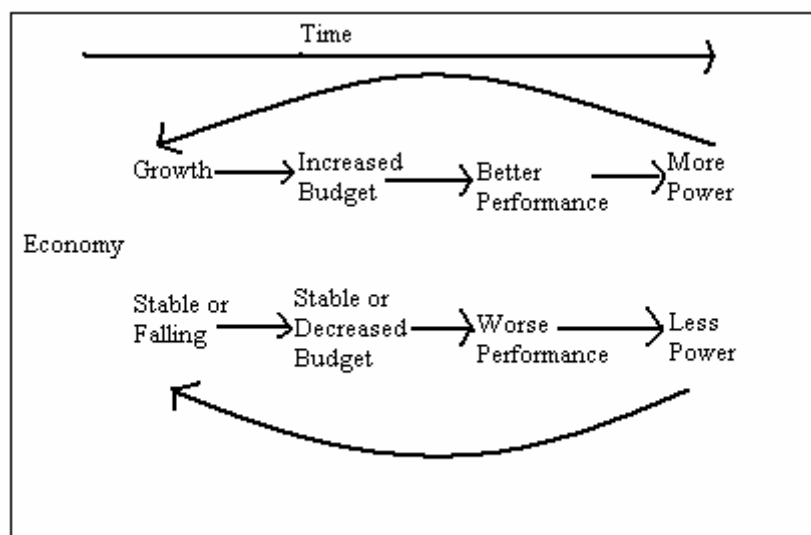 Time
Growth
Increased
Budget
Better
Performance
More
Power
Economy
Stable or
Falling
Stable or
Decreased
Budget
Worse
Performance
Less
Power